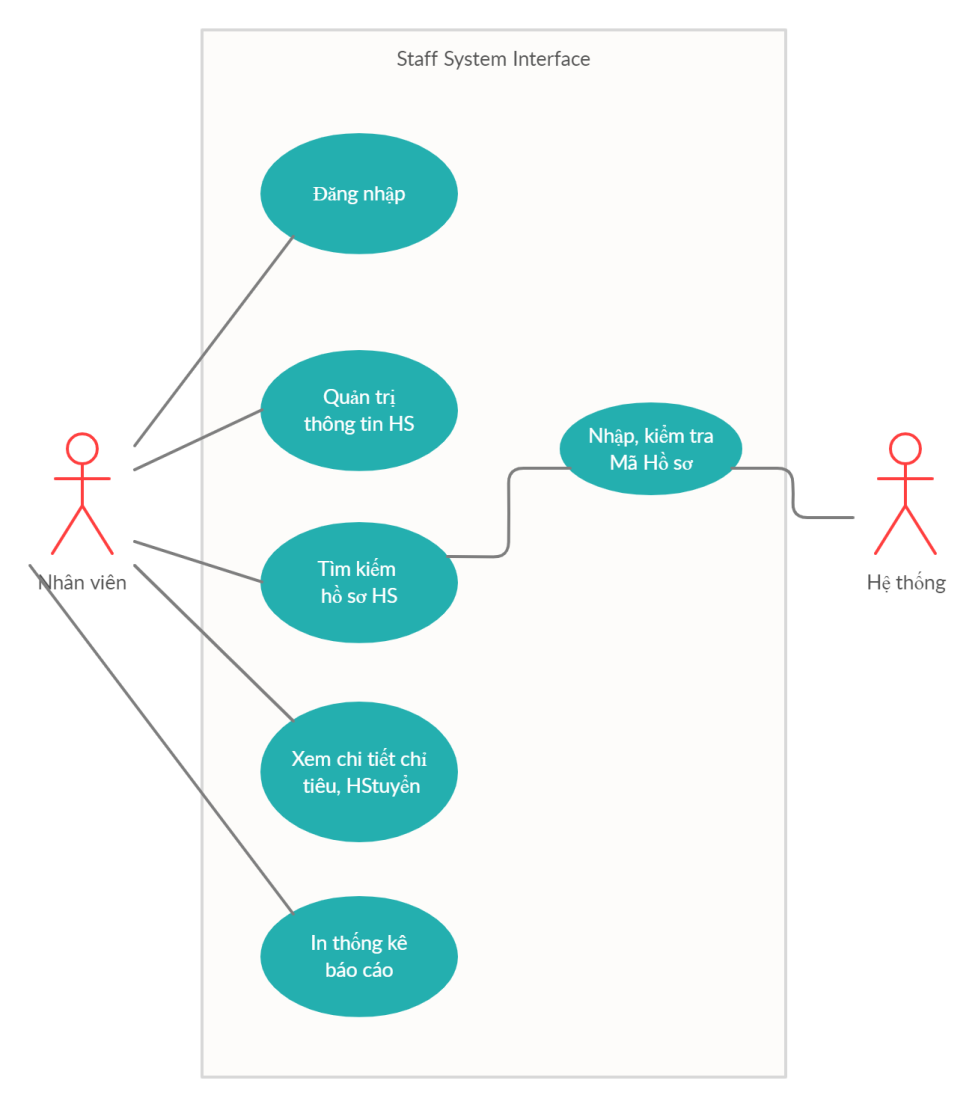 Staff System Interface
Đăng nhập
Quản trị
thông tin HS
Nhập, kiểm tra
Mã Hồ sơ
Tìm kiếm
hồ sơ HS
Nhân viên
Hệ thống
Xem chi tiết chỉ
tiêu, HStuyển
In thống kê
báo cáo